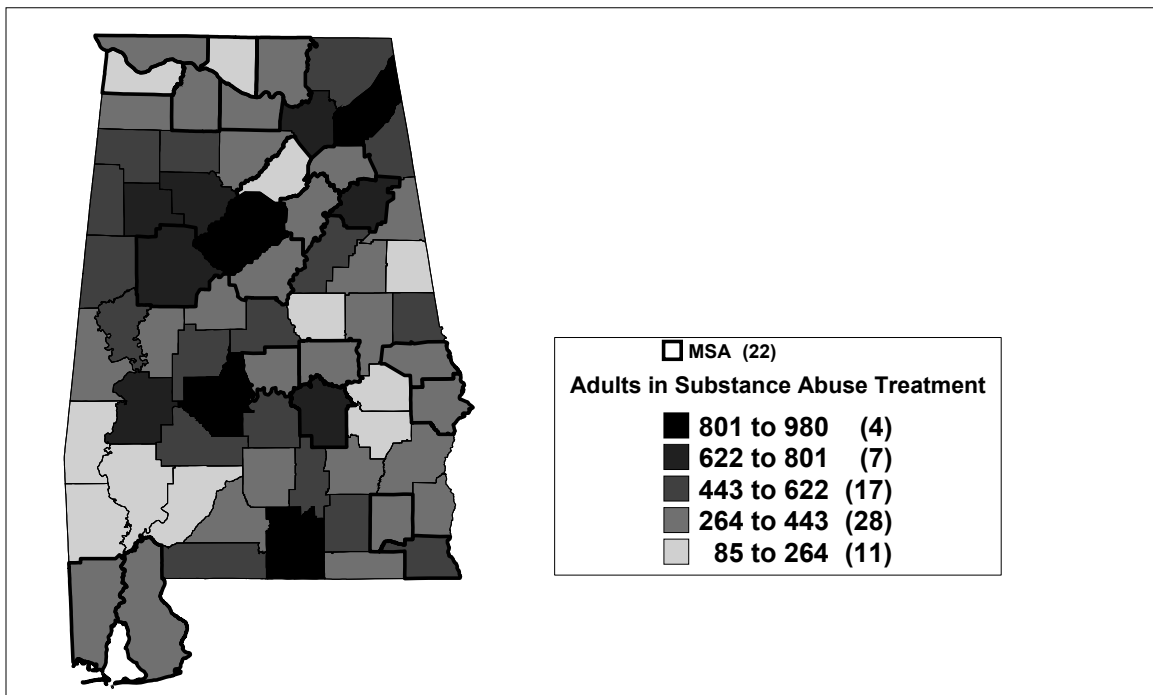 MSA (22)
Adults in Substance Abuse Treatment
801 to 980 (4)
622 to 801 (7)
443 to 622 (17)
264 to 443 (28)
85 to 264 (11)